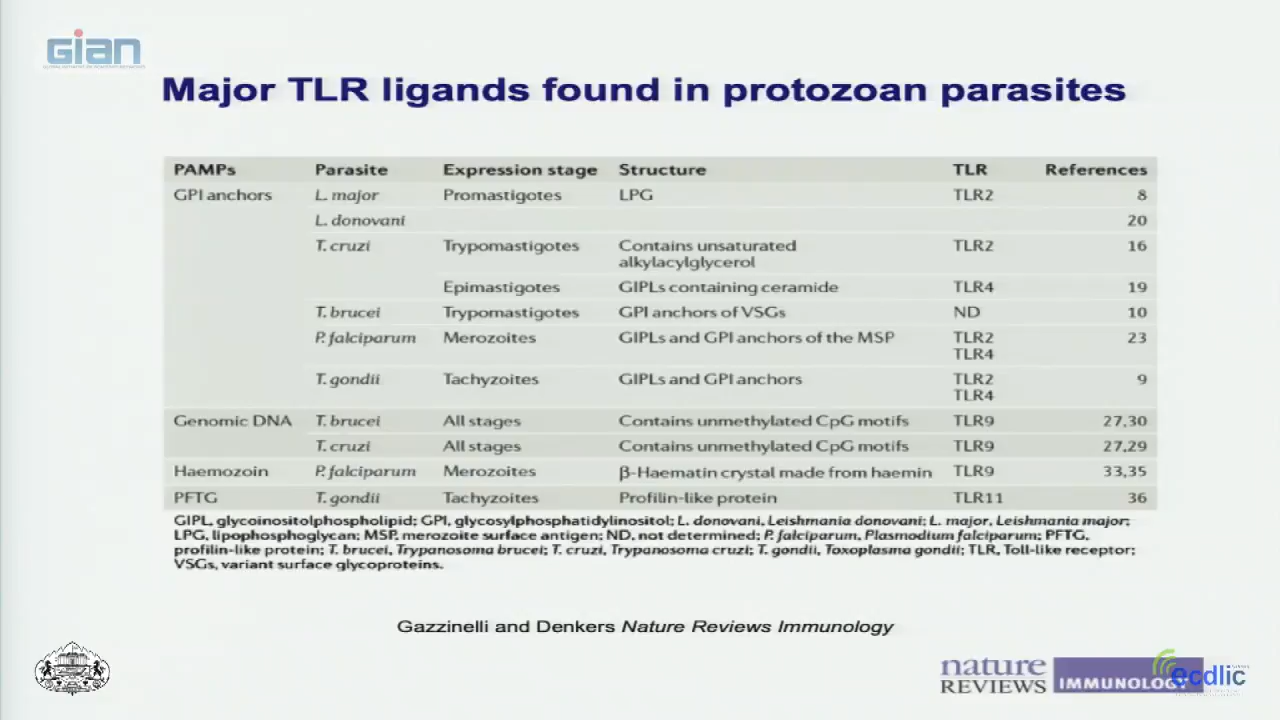 GIAN
Major TLR ligands found in protozoan parasites
PAMPs Parasite Expression stage Structure TLR References
GPI anchors L. major Promastigotes LPG TLR2 8
L. donovani 20
T. cruzi Trypomastigotes Contains unsaturated TLR2 16
alkylacylglycerol
Epimastigotes GIPLs containing ceramide TLR4 19
T. brucei Trypomastigotes GPI anchors of VSGs ND 10
P. falciparum Merozoites GIPLs and GPI anchors of the MSP TLR2 23
TLR4
T. gondii Tachyzoites GIPLs and GPI anchors TLR2 9
TLR4
Genomic DNA T. brucei All stages Contains unmethylated CpG motifs TLR9 27,30
T. cruzi All stages Contains unmethylated CpG motifs TLR9 27,29
Haemozoin P. falciparum Merozoites β-Haematin crystal made from haemin TLR9 33,35
PFTG T. gondii Tachyzoites Profilin-like protein TLR11 36
GIPL, glycoinositolphospholipid; GPI, glycosylphosphatidylinositol; L. donovani, Leishmania donovani; L. major, Leishmania major;
LPG, lipophosphoglycan; MSP, merozoite surface antigen; ND, not determined; P. falciparum, Plasmodium falciparum; PFTG,
profilin-like protein; T. brucei, Trypanosoma brucei; T. cruzi, Trypanosoma cruzi; T. gondii, Toxoplasma gondii; TLR, Toll-like receptor;
VSGs, variant surface glycoproteins.
Gazzinelli and Denkers Nature Reviews Immunology
nature
REVIEWS IMMUNOLOGY
ecdlic